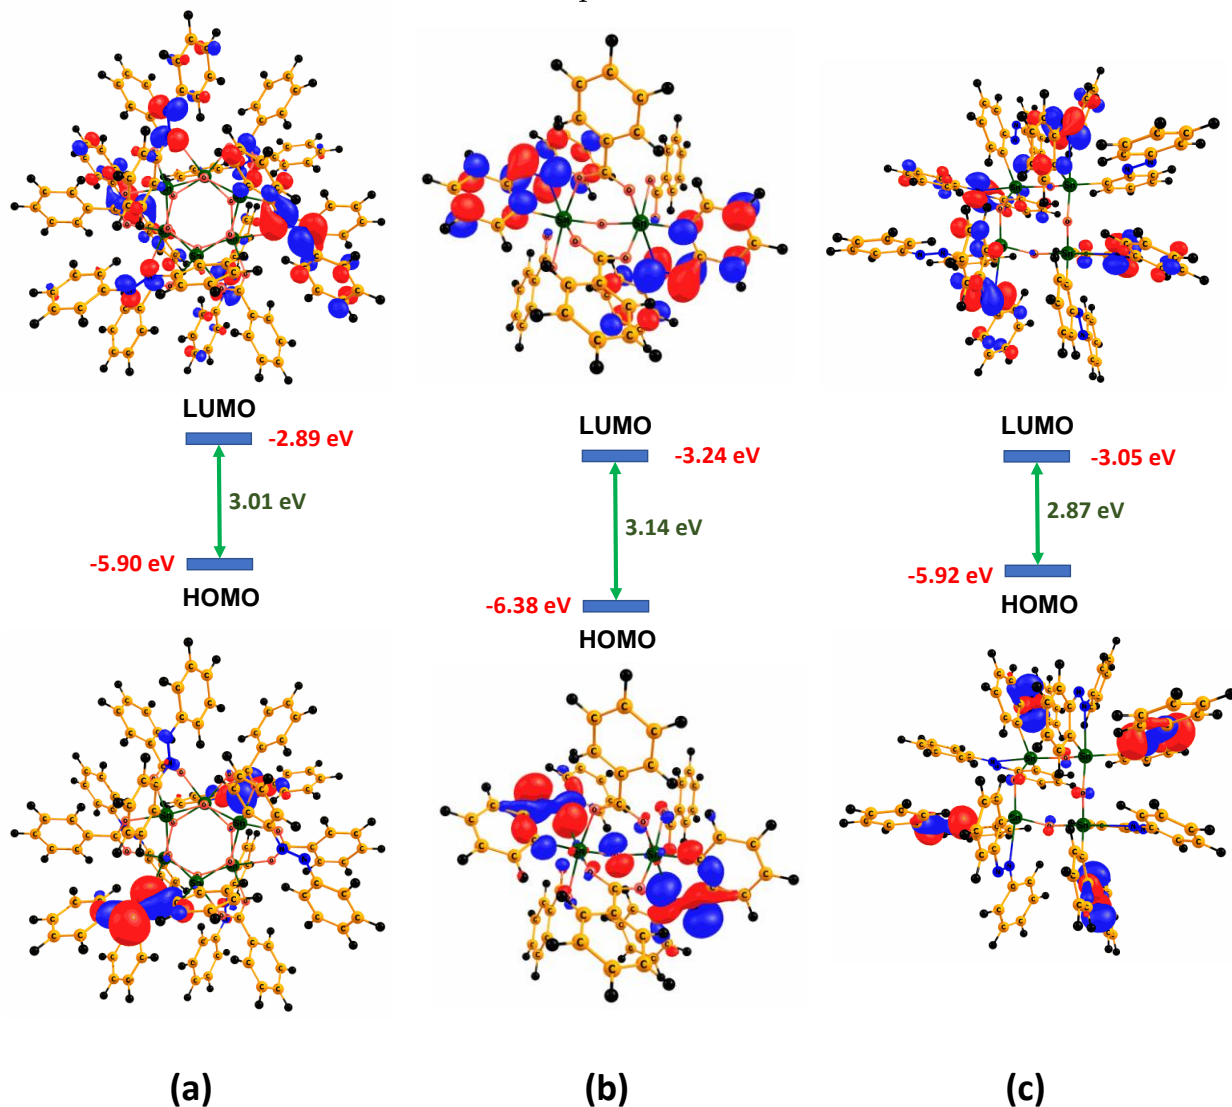 LUMO
-2.89 eV
3.01 eV
-5.90 eV
HOMO
LUMO
-3.24 eV
3.14 eV
-6.38 eV
HOMO
LUMO
-3.05 eV
2.87 eV
-5.92 eV
HOMO
(a) (b) (c)